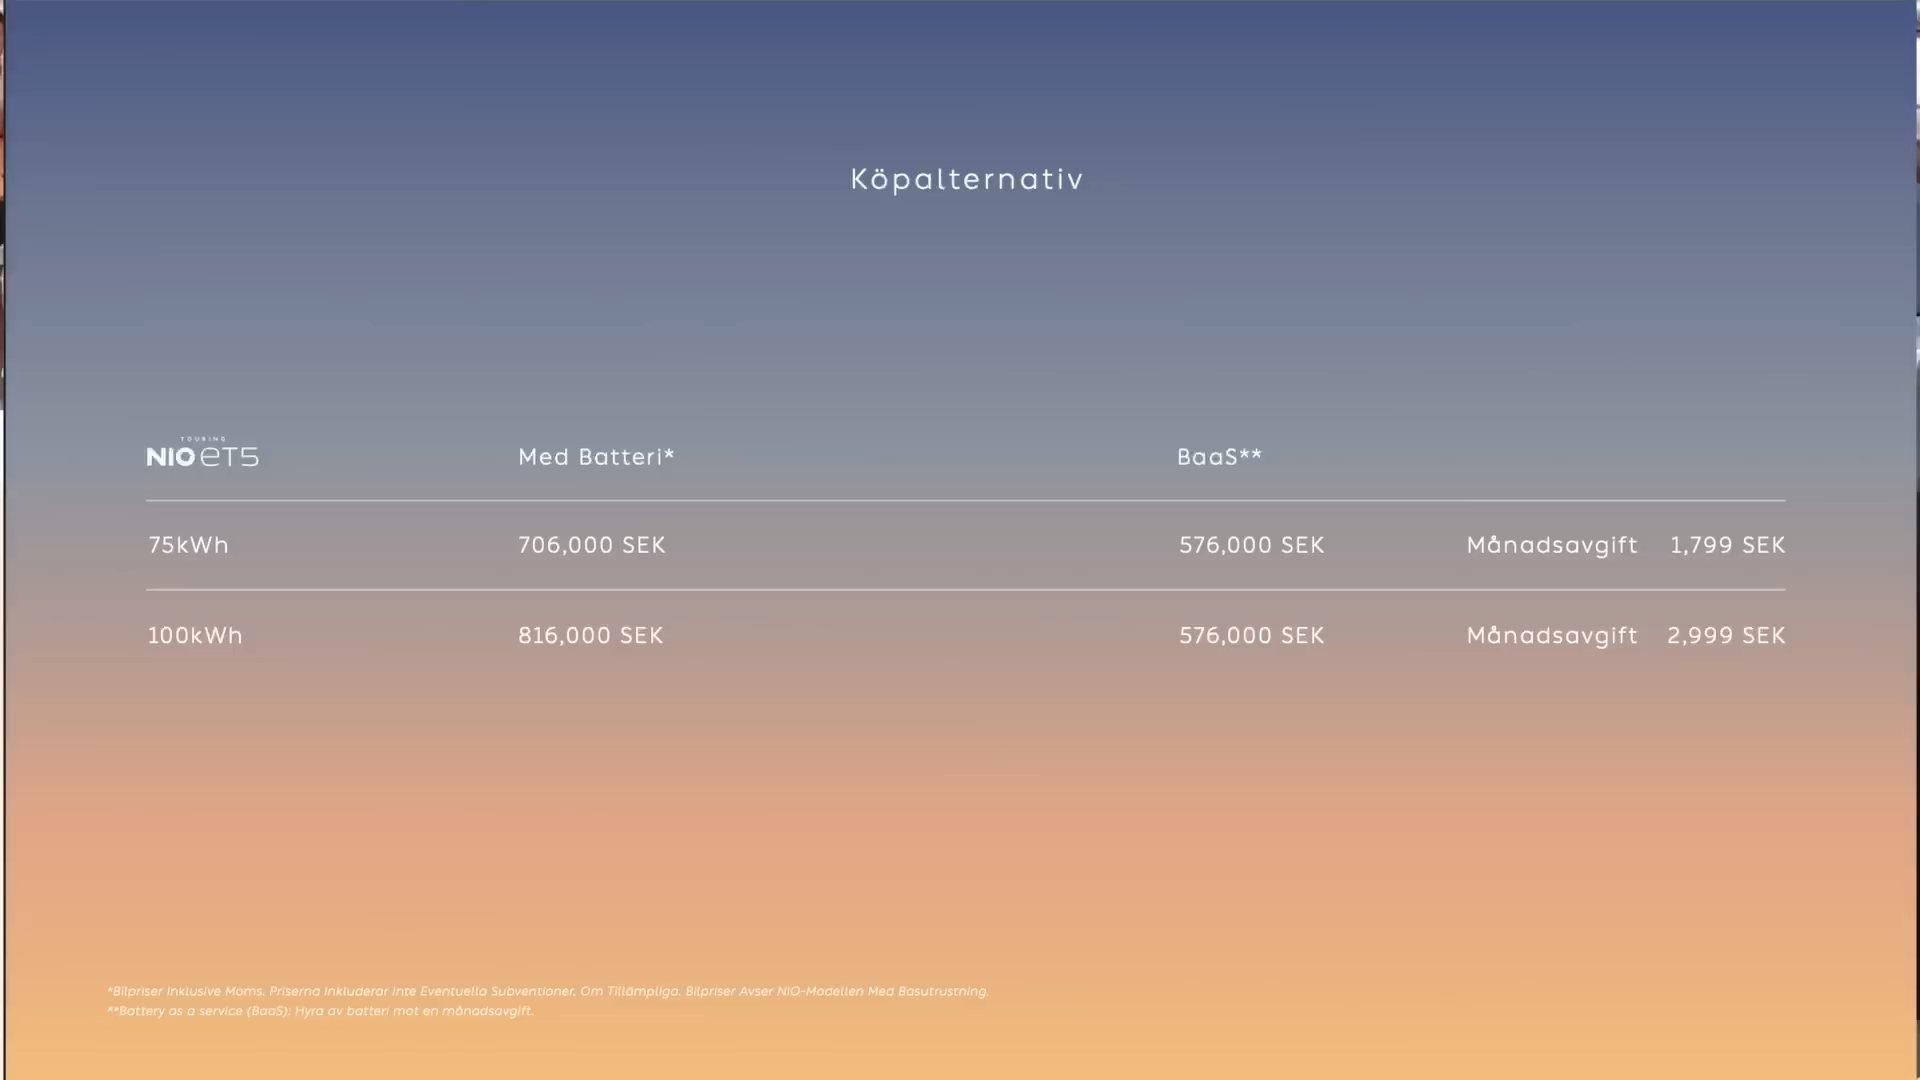 Köpalternativ
TOURING
NIO eT5 Med Batteri* BaaS**
75kWh 706,000 SEK 576,000 SEK Månadsavgift 1,799 SEK
100kWh 816,000 SEK 576,000 SEK Månadsavgift 2,999 SEK
*Bilpriser Inklusive Moms. Priserna Inkluderar Inte Eventuella Subventioner, Om Tillämpliga. Bilpriser Avser NIO-Modellen Med Basutrustning.
**Battery as a service (BaaS): Hyra av batteri mot en månadsavgift.